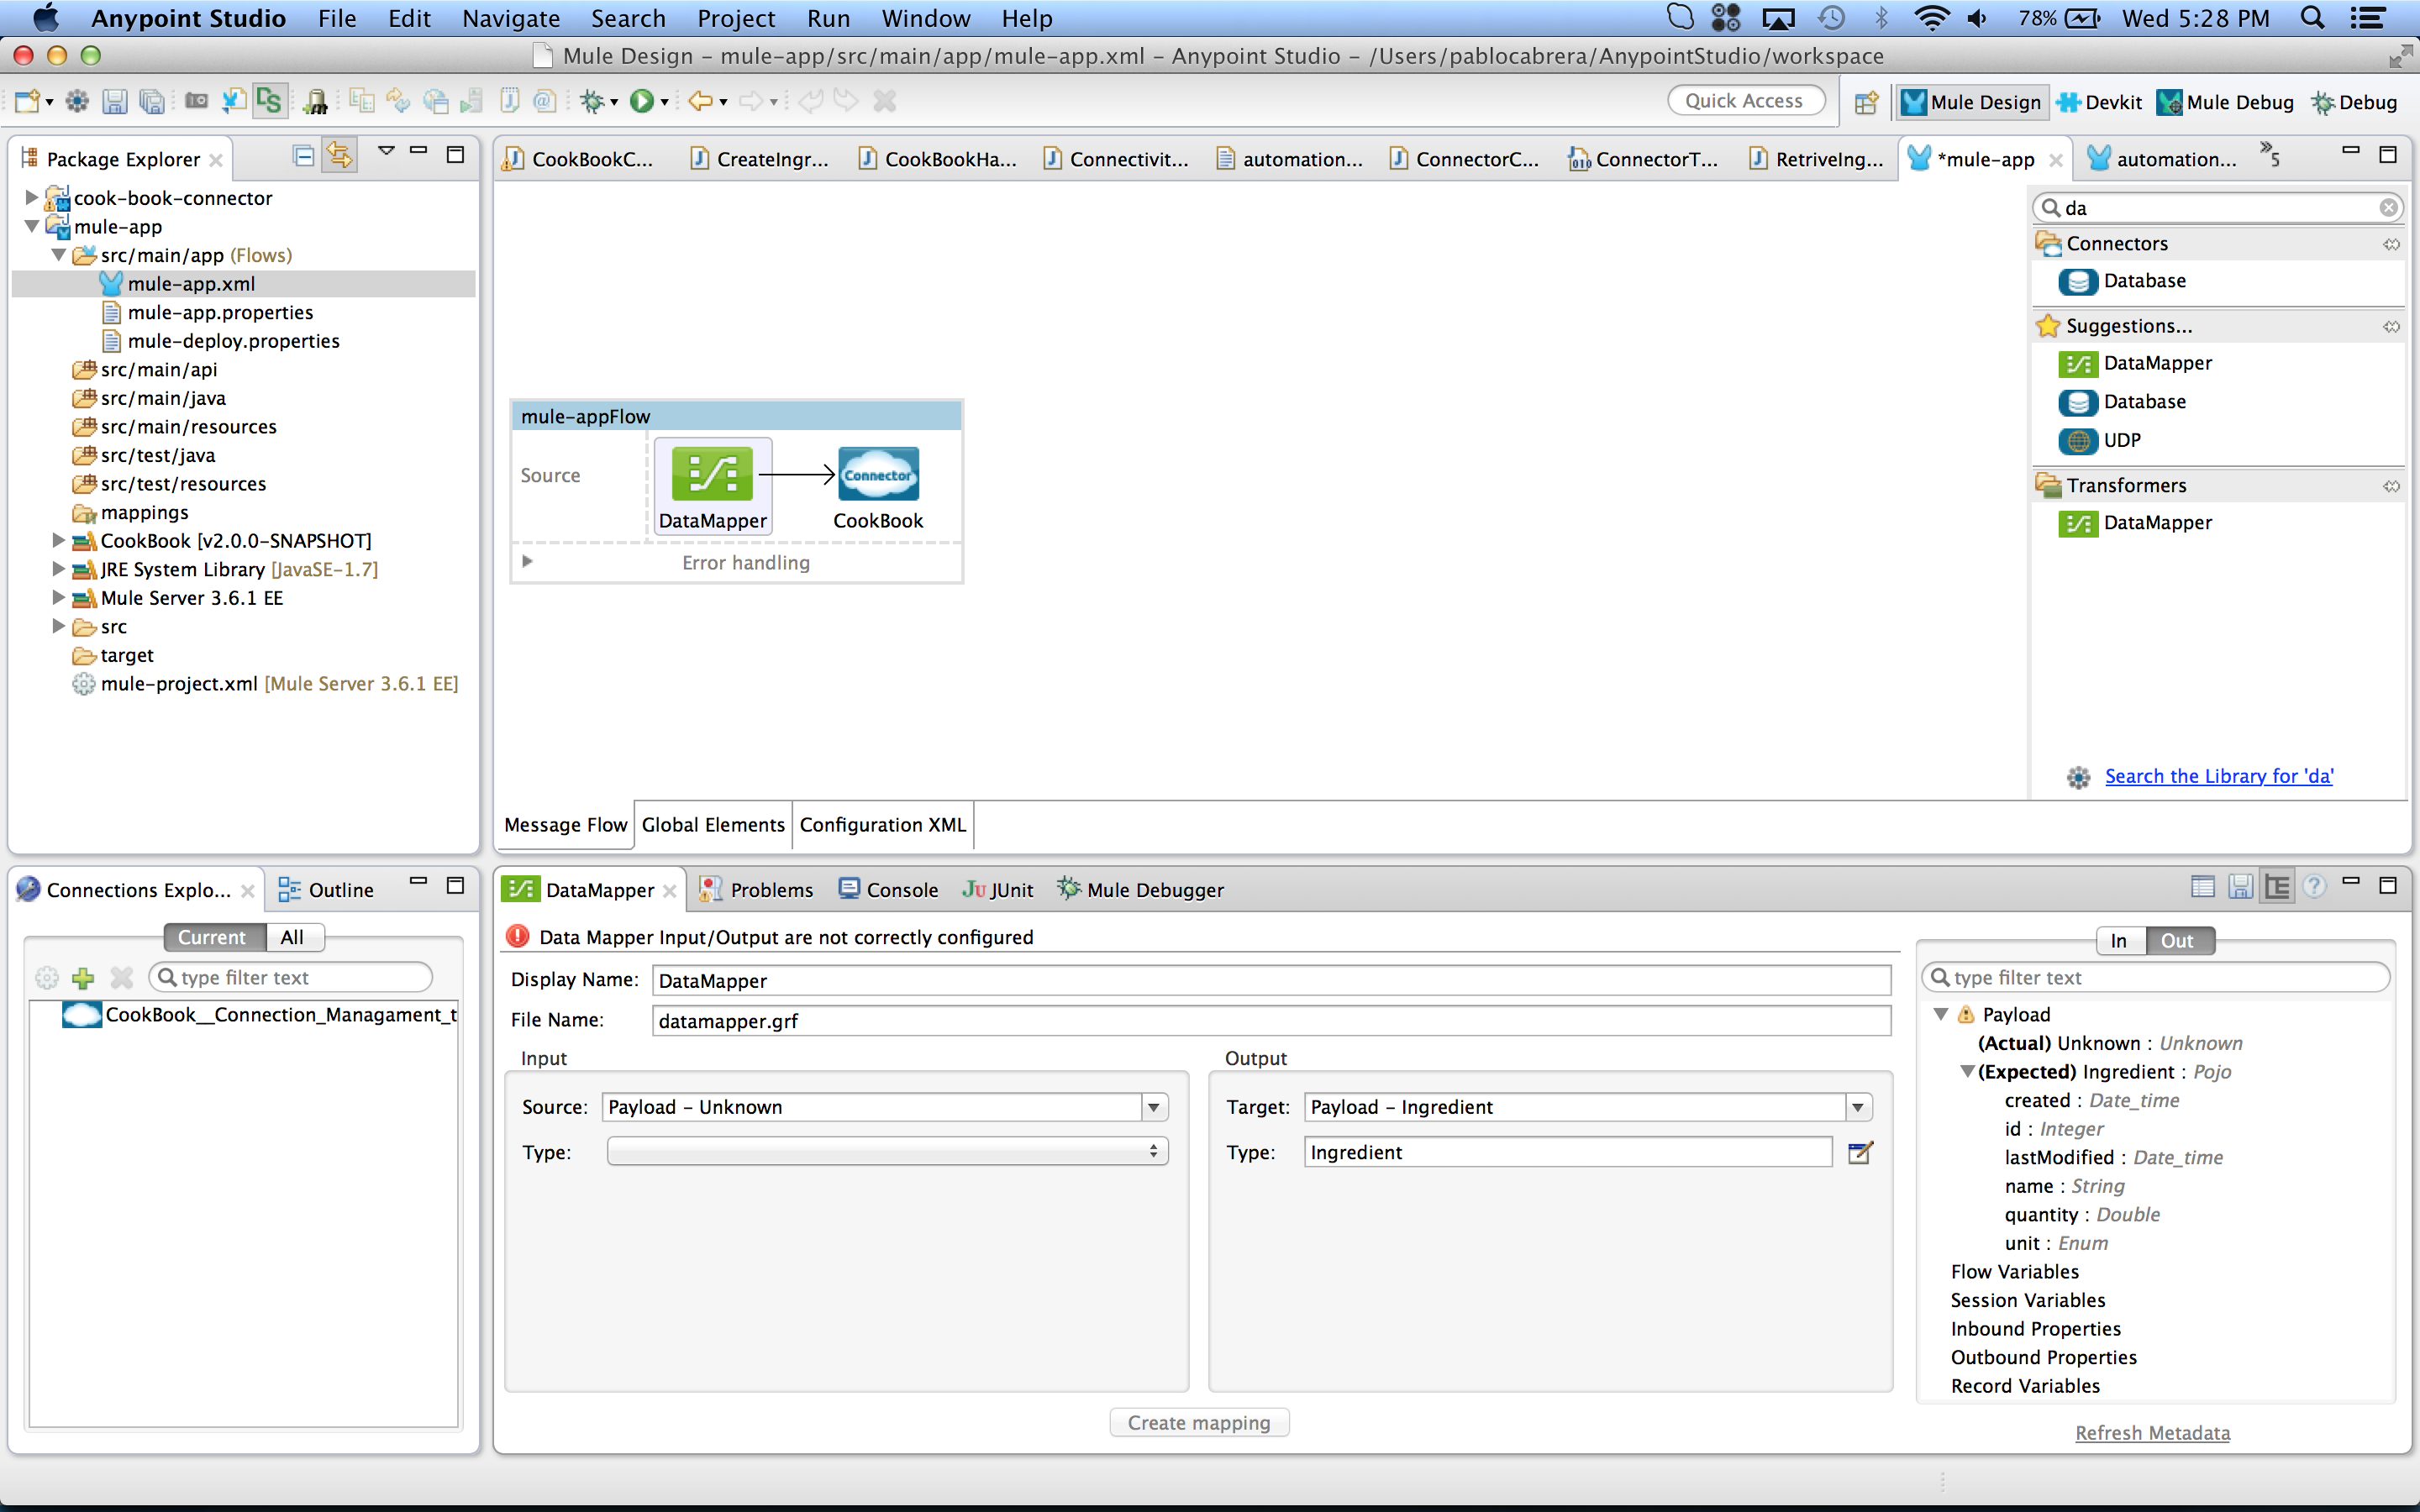 Anypoint Studio File Edit Navigate Search Project Run Window Help 78% Wed 5:28 PM
Mule Design – mule-app/src/main/app/mule-app.xml – Anypoint Studio – /Users/pablocabrera/AnypointStudio/workspace
Quick Access Mule Design Devkit Mule Debug Debug
Package Explorer
cook-book-connector
mule-app
src/main/app (Flows)
mule-app.xml
mule-app.properties
mule-deploy.properties
src/main/api
src/main/java
src/main/resources
src/test/java
src/test/resources
mappings
CookBook [v2.0.0-SNAPSHOT]
JRE System Library [JavaSE-1.7]
Mule Server 3.6.1 EE
src
target
mule-project.xml [Mule Server 3.6.1 EE]
CookBookC... CreateIngr... CookBookHa... Connectivit... automation... ConnectorC... ConnectorT... RetriveIng... *mule-app automation... »5
mule-appFlow
Source
DataMapper
Connector
CookBook
Error handling
da
Connectors
Database
Suggestions...
DataMapper
Database
UDP
Transformers
DataMapper
Search the Library for 'da'
Message Flow Global Elements Configuration XML
Connections Explo... Outline
Current All
type filter text
CookBook__Connection_Managament_t
DataMapper Problems Console JUnit Mule Debugger
Data Mapper Input/Output are not correctly configured
Display Name: DataMapper
File Name: datamapper.grf
Input
Source: Payload – Unknown
Type:
Output
Target: Payload – Ingredient
Type: Ingredient
Create mapping
In Out
type filter text
Payload
(Actual) Unknown : Unknown
(Expected) Ingredient : Pojo
created : Date_time
id : Integer
lastModified : Date_time
name : String
quantity : Double
unit : Enum
Flow Variables
Session Variables
Inbound Properties
Outbound Properties
Record Variables
Refresh Metadata